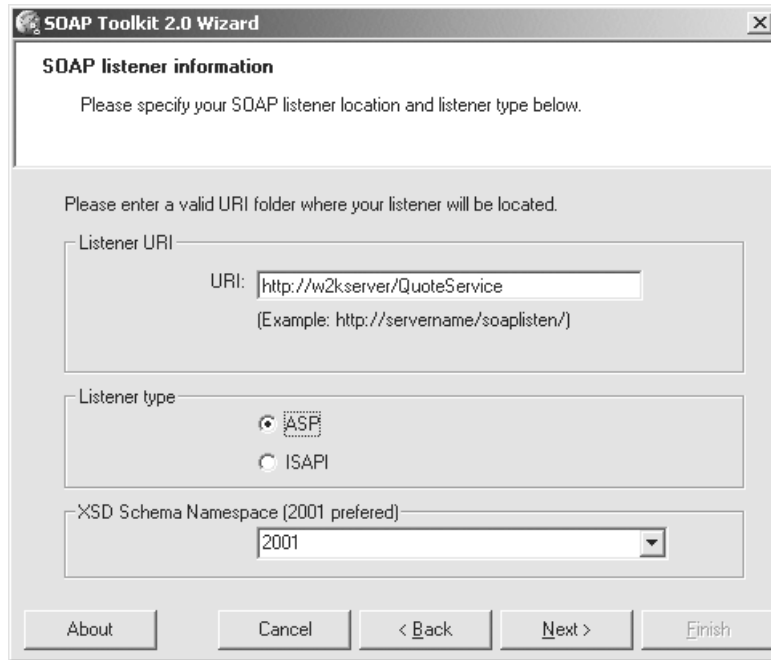 SOAP Toolkit 2.0 Wizard
SOAP listener information
Please specify your SOAP listener location and listener type below.
Please enter a valid URI folder where your listener will be located.
Listener URI
URI: http://w2kserver/QuoteService
(Example: http://servername/soaplisten/)
Listener type
ASP
ISAPI
XSD Schema Namespace (2001 prefered)
2001
About Cancel < Back Next > Finish